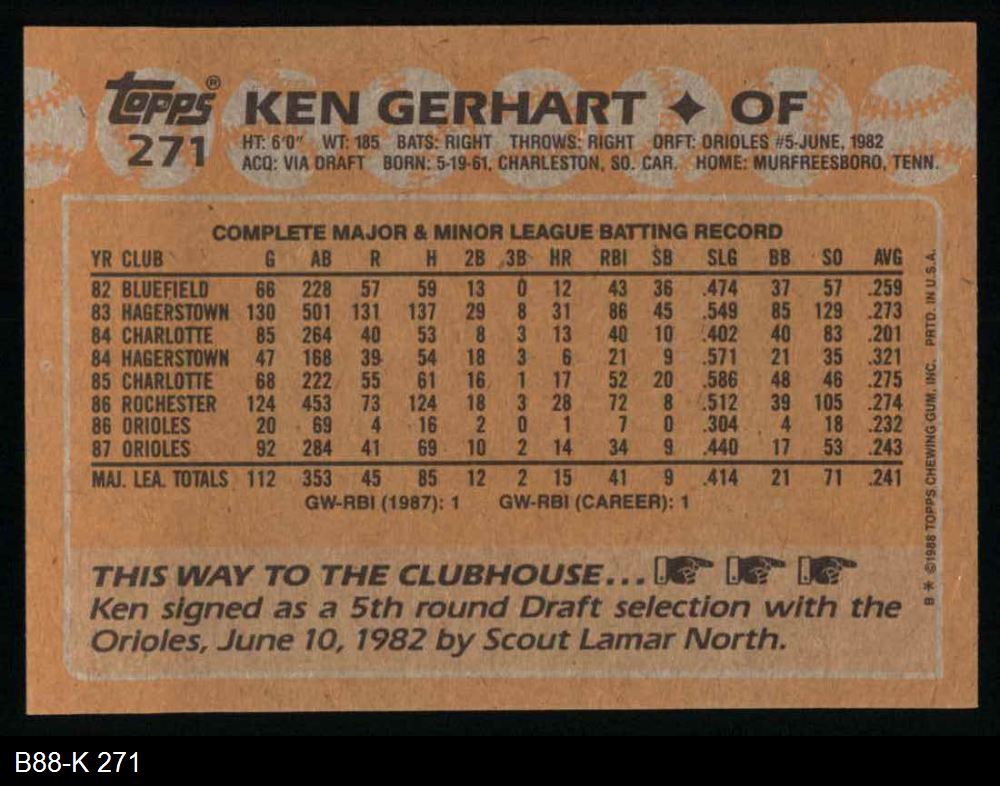 Topps® KEN GERHART ✦ OF
271 HT: 6'0" WT: 185 BATS: RIGHT THROWS: RIGHT DRFT: ORIOLES #5-JUNE, 1982
ACQ: VIA DRAFT BORN: 5-19-61, CHARLESTON, SO. CAR. HOME: MURFREESBORO, TENN.
COMPLETE MAJOR & MINOR LEAGUE BATTING RECORD
YR CLUB G AB R H 2B 3B HR RBI SB SLG BB SO AVG
82 BLUEFIELD 66 228 57 59 13 0 12 43 36 .474 37 57 .259
83 HAGERSTOWN 130 501 131 137 29 8 31 86 45 .549 85 129 .273
84 CHARLOTTE 85 264 40 53 8 3 13 40 10 .402 40 83 .201
84 HAGERSTOWN 47 168 39 54 18 3 6 21 9 .571 21 35 .321
85 CHARLOTTE 68 222 55 61 16 1 17 52 20 .586 48 46 .275
86 ROCHESTER 124 453 73 124 18 3 28 72 8 .512 39 105 .274
86 ORIOLES 20 69 4 16 2 0 1 7 0 .304 4 18 .232
87 ORIOLES 92 284 41 69 10 2 14 34 9 .440 17 53 .243
MAJ. LEA. TOTALS 112 353 45 85 12 2 15 41 9 .414 21 71 .241
GW-RBI (1987): 1 GW-RBI (CAREER): 1
THIS WAY TO THE CLUBHOUSE...
Ken signed as a 5th round Draft selection with the
Orioles, June 10, 1982 by Scout Lamar North.
B * ©1988 TOPPS CHEWING GUM, INC. PRTD. IN U.S.A.
B88-K 271